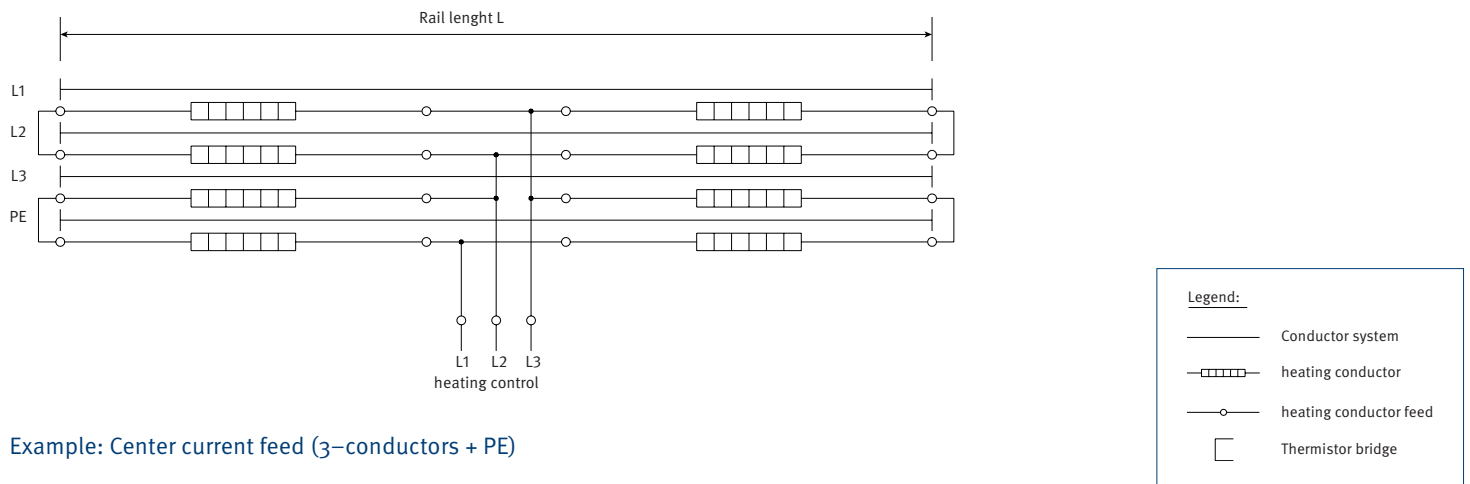 Rail lenght L
L1
L2
L3
PE
L1 L2 L3
heating control
Example: Center current feed (3–conductors + PE)
Legend:
Conductor system
heating conductor
heating conductor feed
Thermistor bridge